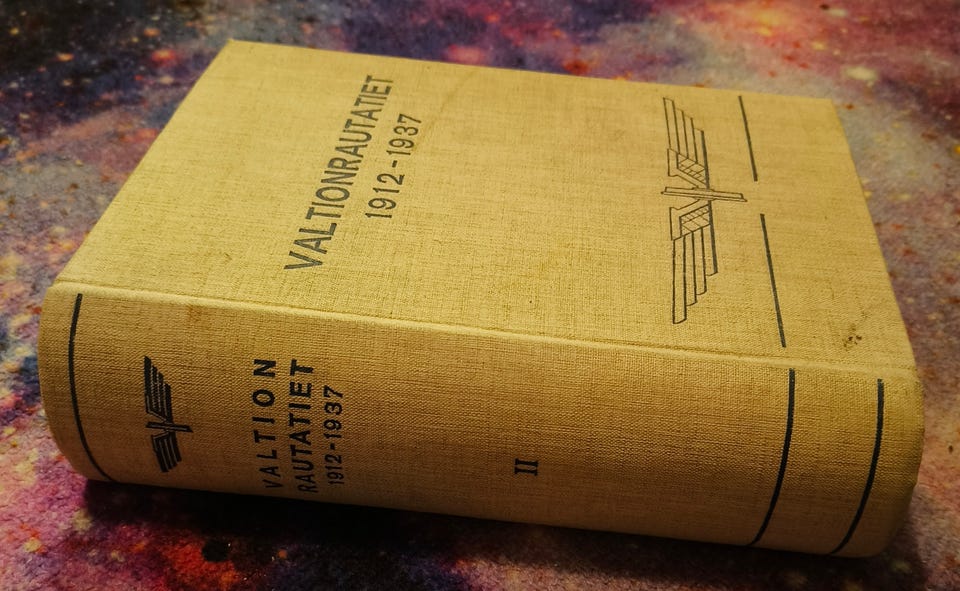 VALTIONRAUTATIET
1912-1937
VALTION
RAUTATIET
1912-1937
II